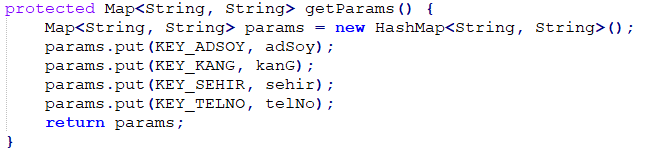 protected Map<String, String> getParams() {
    Map<String, String> params = new HashMap<String, String>();
    params.put(KEY_ADSOY, adSoy);
    params.put(KEY_KANG, kanG);
    params.put(KEY_SEHIR, sehir);
    params.put(KEY_TELNO, telNo);
    return params;
}